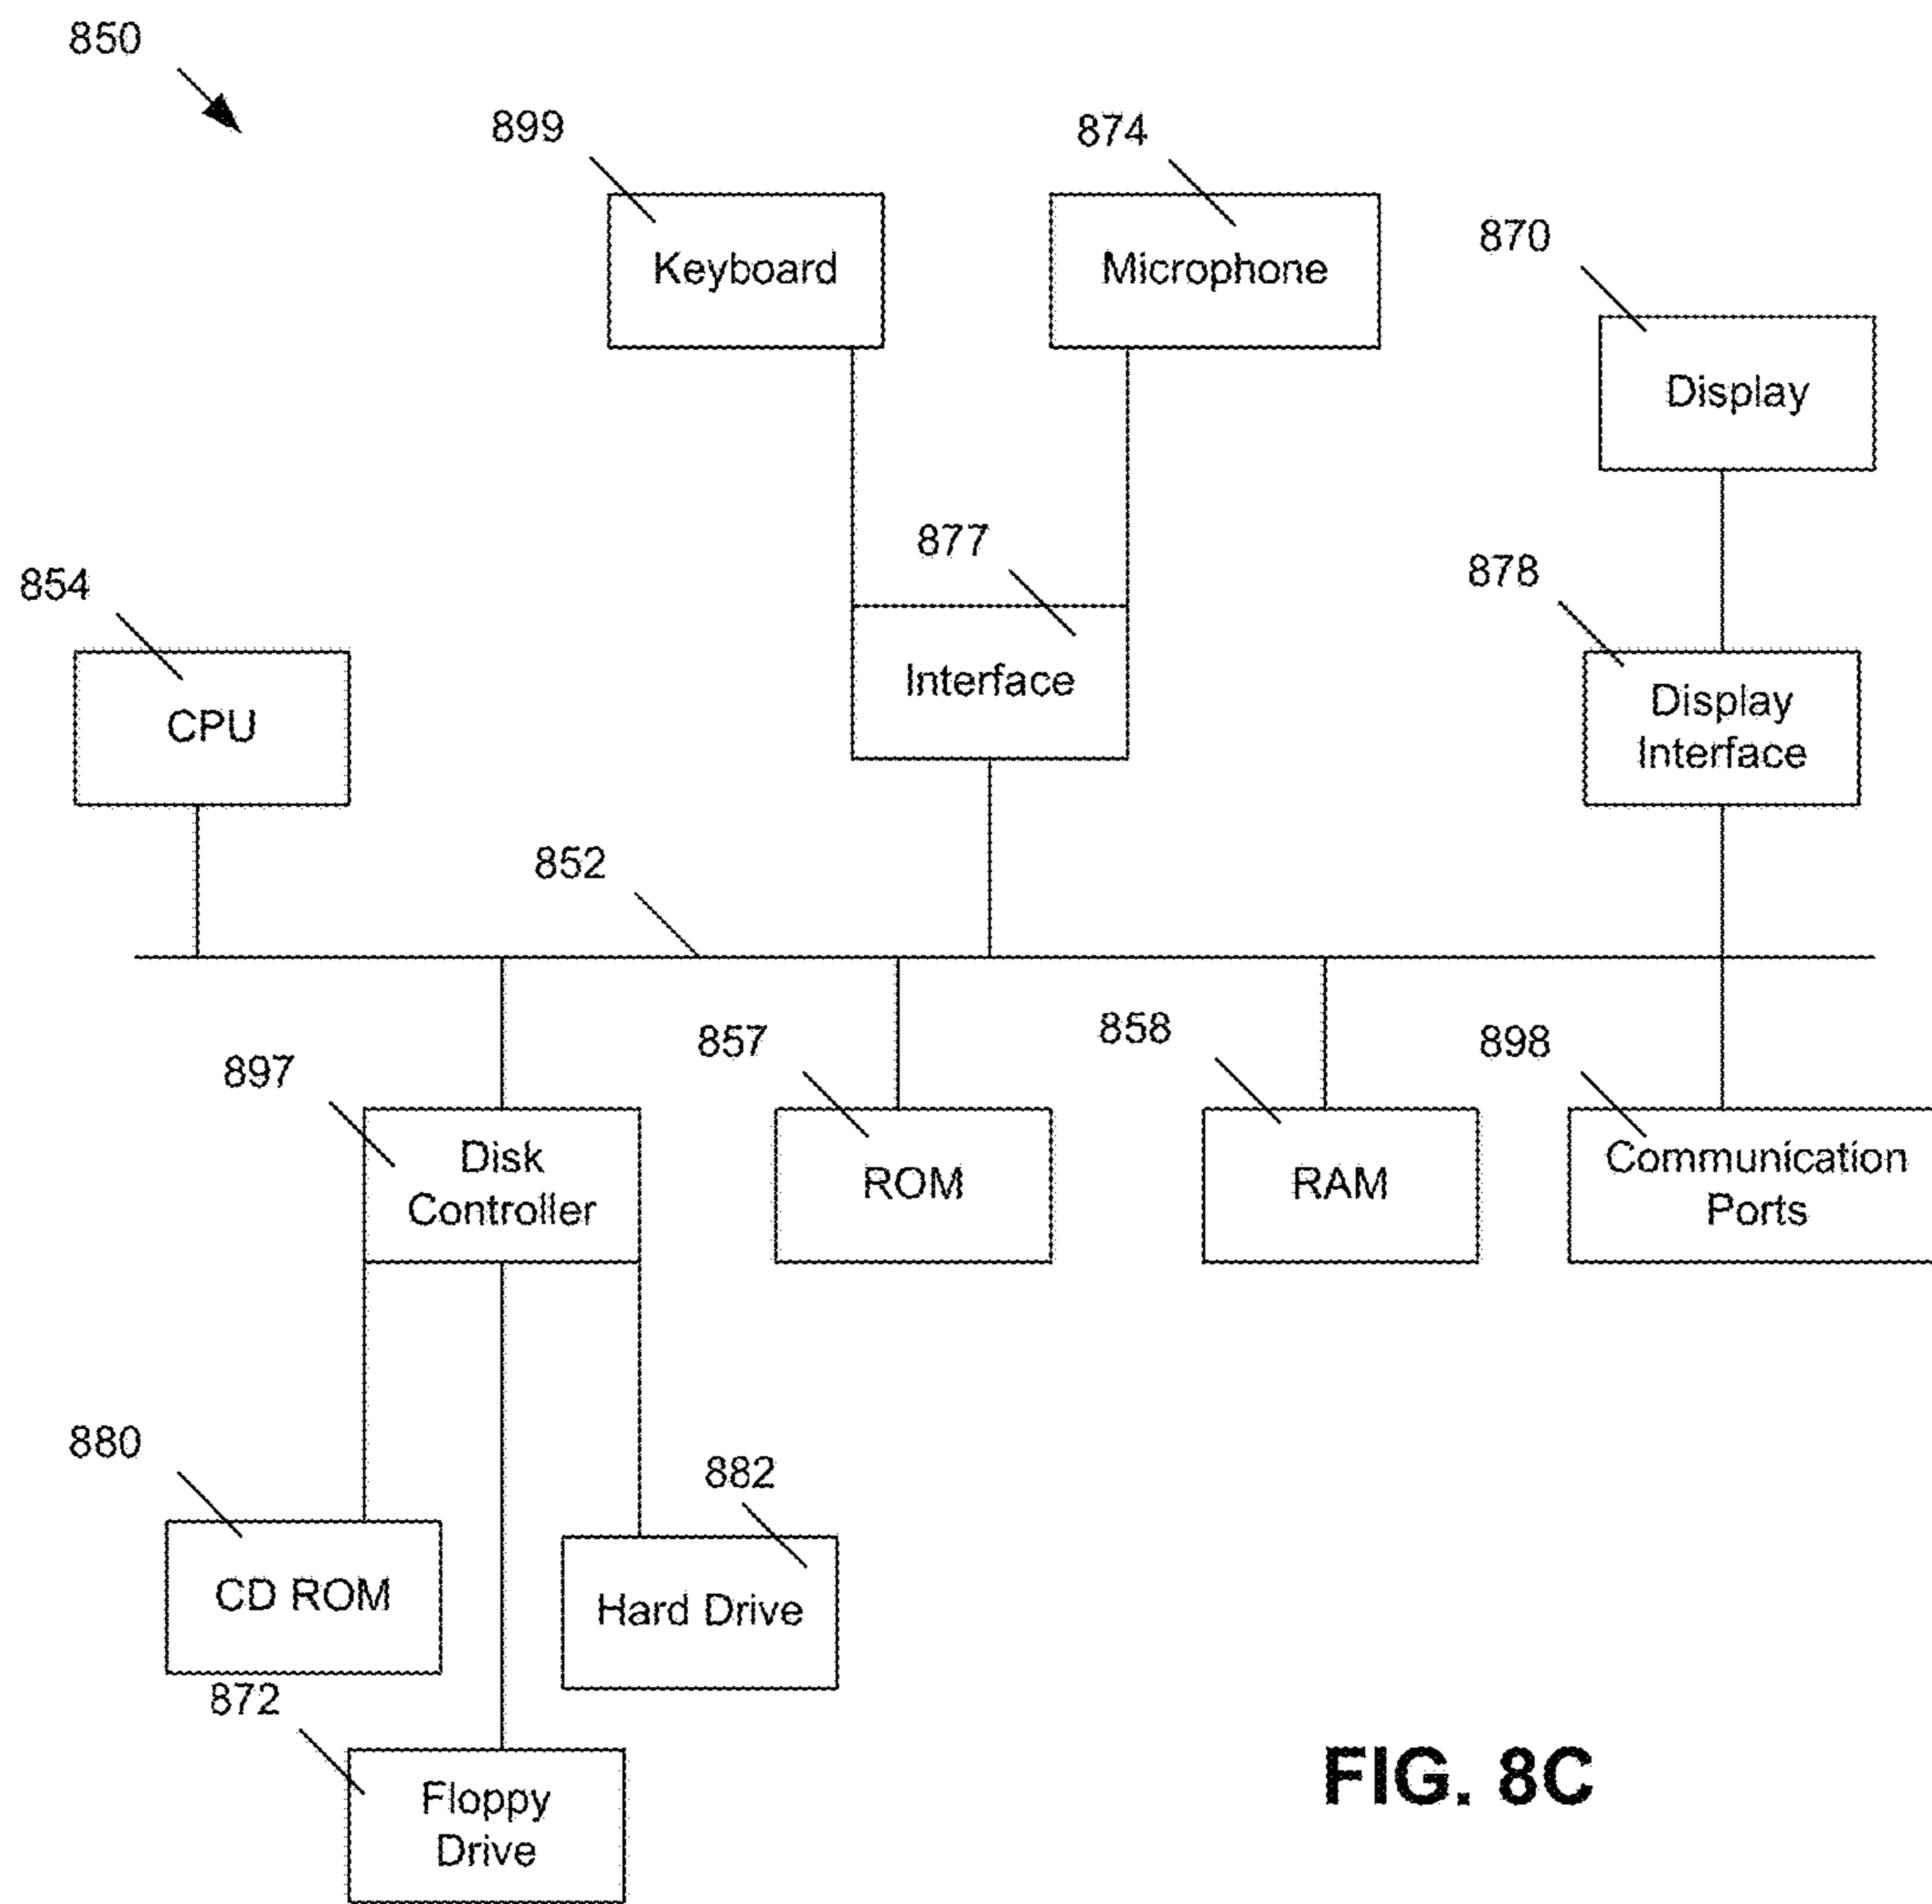 850
899
874
870
Keyboard
Microphone
Display
877
878
854
Interface
Display
Interface
CPU
852
857
858
898
897
Disk
Controller
ROM
RAM
Communication
Ports
880
882
CD ROM
Hard Drive
872
Floppy
Drive
FIG. 8C